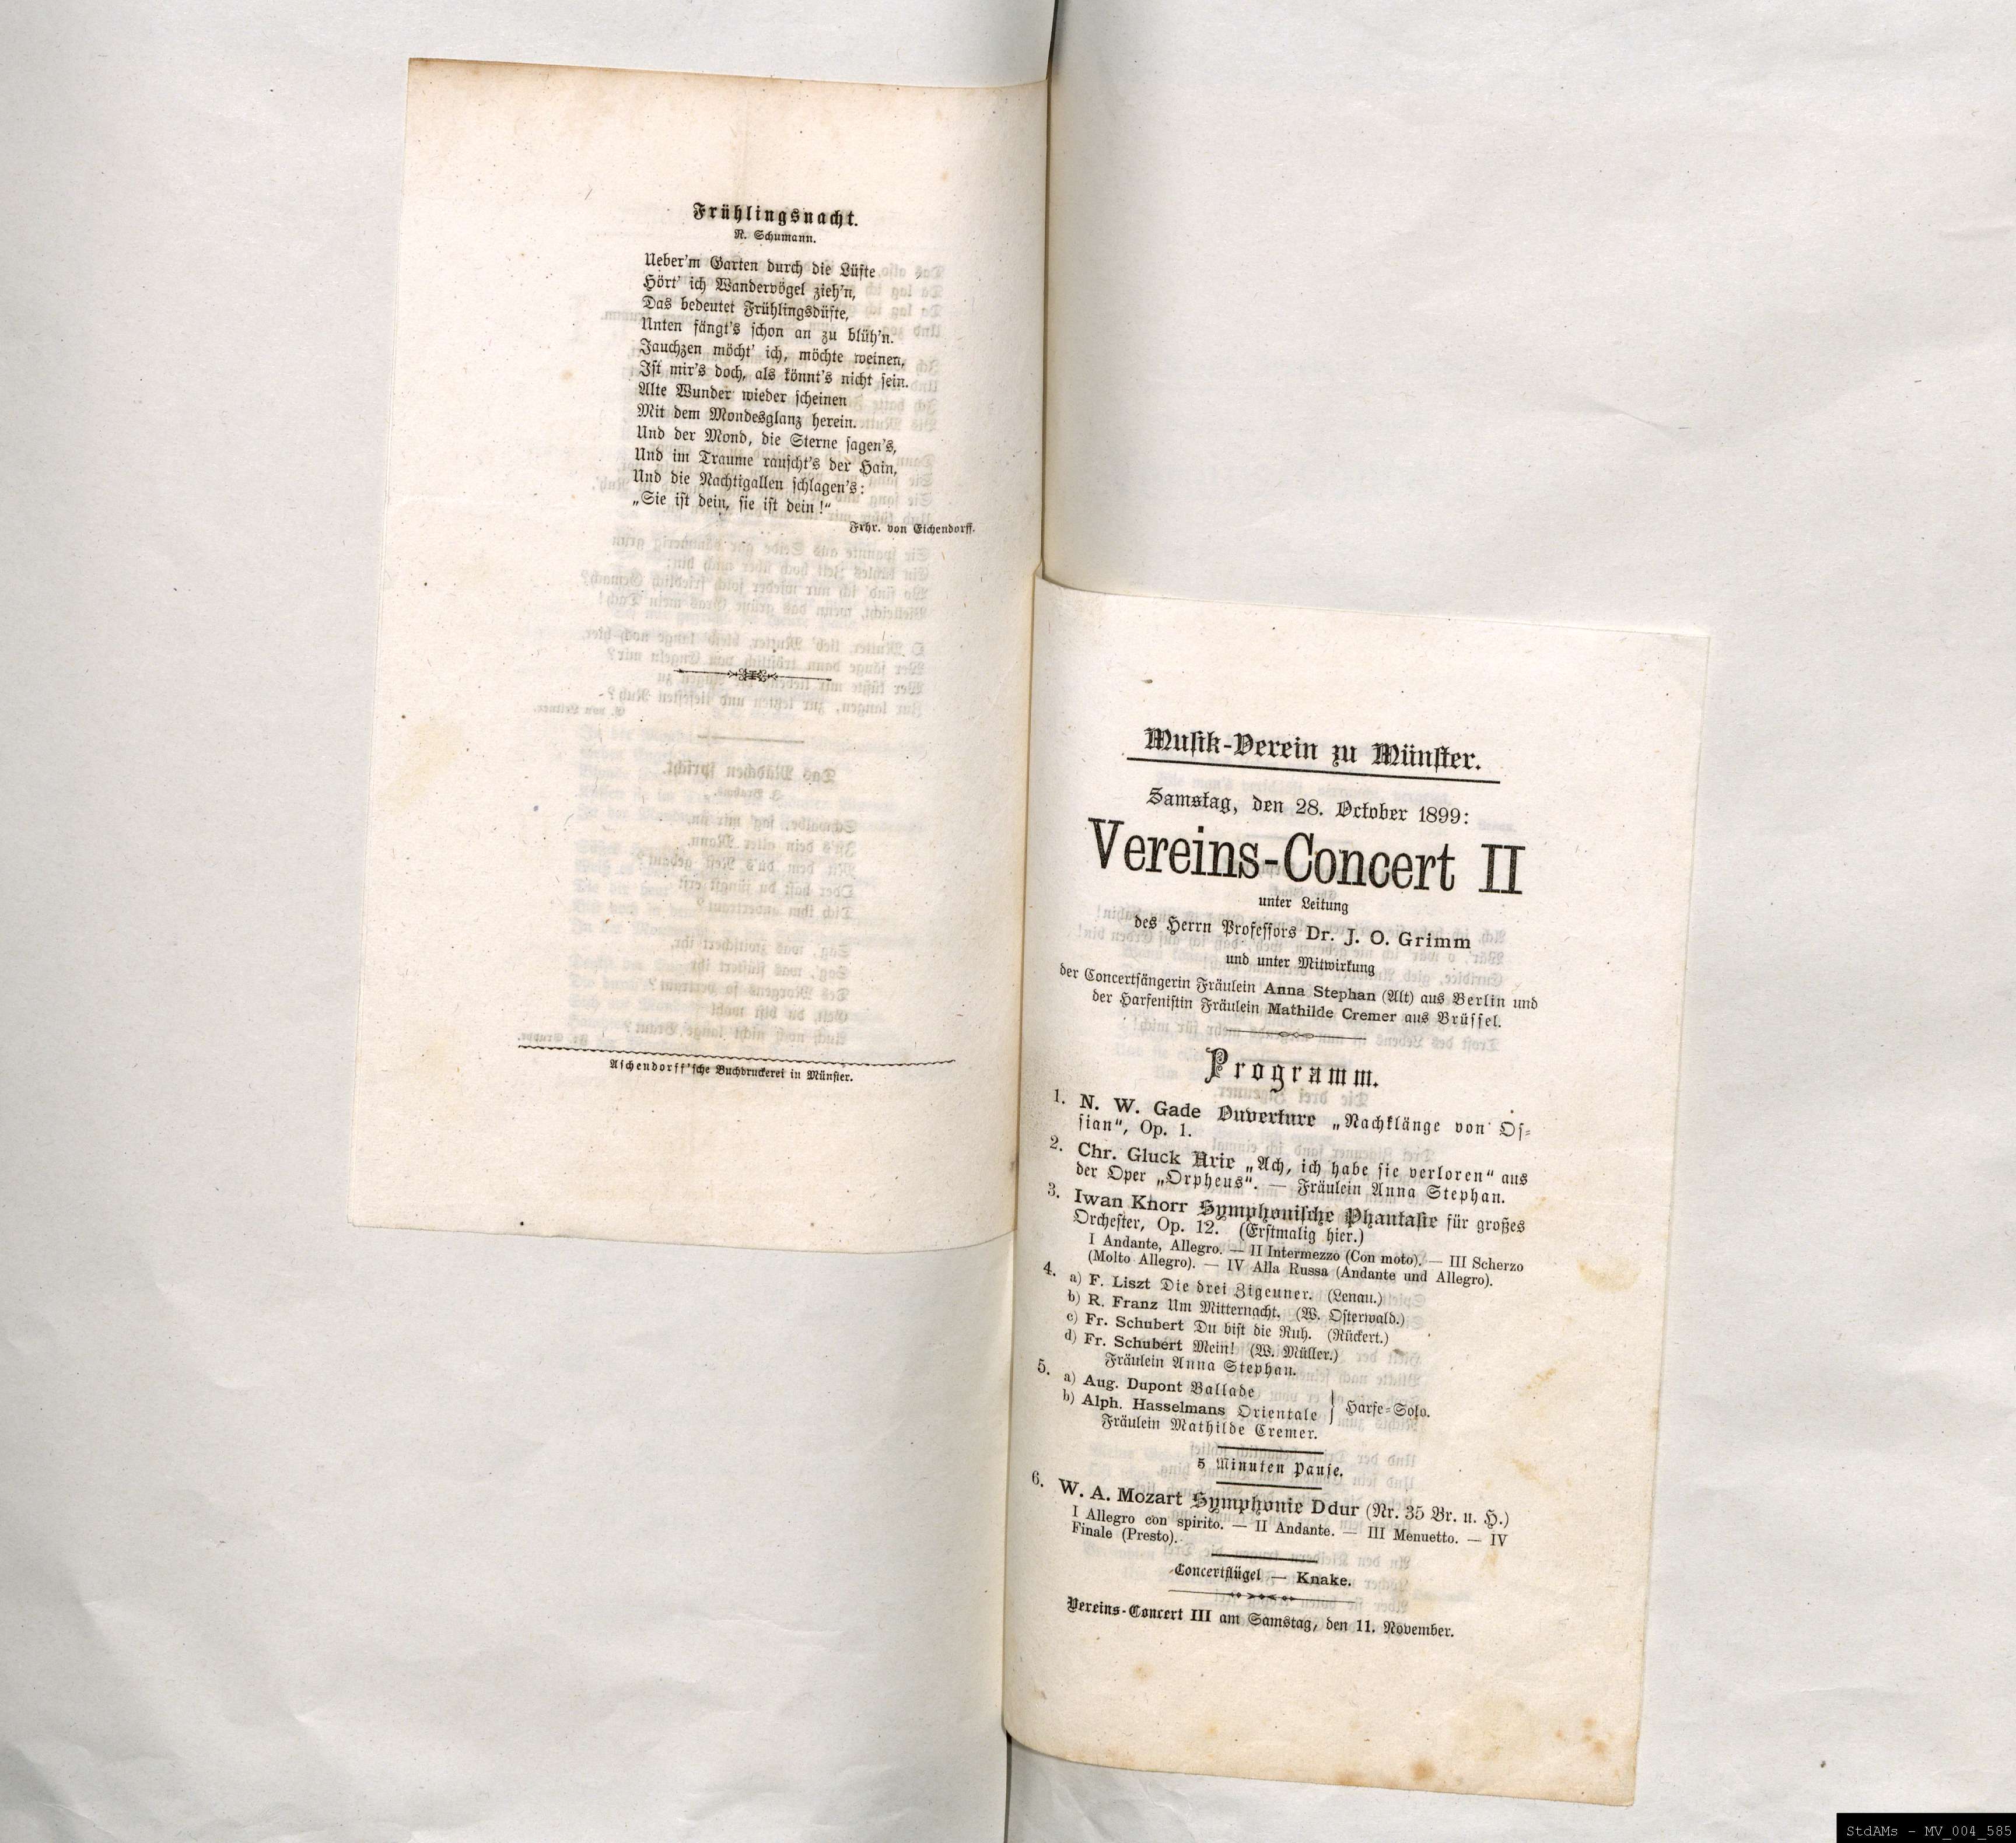 Frühlingsnacht.
R. Schumann.
Ueber'm Garten durch die Lüfte
Hört' ich Wandervögel zieh'n,
Das bedeutet Frühlingsdüfte,
Unten fängt's schon an zu blüh'n.
Jauchzen möcht' ich, möchte weinen,
Ist mir's doch, als könnt's nicht sein.
Alte Wunder wieder scheinen
Mit dem Mondesglanz herein.
Und der Mond, die Sterne sagen's,
Und im Traume rauscht's der Hain,
Und die Nachtigallen schlagen's:
„Sie ist dein, sie ist dein!“
Frhr. von Eichendorff.
Aschendorff'sche Buchdruckerei in Münster.
Musik-Verein zu Münster.
Samstag, den 28. October 1899:
Vereins-Concert II
unter Leitung
des Herrn Professors Dr. J. O. Grimm
und unter Mitwirkung
der Concertsängerin Fräulein Anna Stephan (Alt) aus Berlin und
der Harfenistin Fräulein Mathilde Cremer aus Brüssel.
Programm.
1. N. W. Gade Ouverture „Nachklänge von Os-
sian“, Op. 1.
2. Chr. Gluck Arie „Ach, ich habe sie verloren“ aus
der Oper „Orpheus“. — Fräulein Anna Stephan.
3. Iwan Knorr Symphonische Phantasie für großes
Orchester, Op. 12. (Erstmalig hier.)
I Andante, Allegro. — II Intermezzo (Con moto). — III Scherzo
(Molto Allegro). — IV Alla Russa (Andante und Allegro).
4. a) F. Liszt Die drei Zigeuner. (Lenau.)
b) R. Franz Um Mitternacht. (W. Osterwald.)
c) Fr. Schubert Du bist die Ruh. (Rückert.)
d) Fr. Schubert Mein! (W. Müller.)
Fräulein Anna Stephan.
5. a) Aug. Dupont Ballade
b) Alph. Hasselmans Orientale } Harfe-Solo.
Fräulein Mathilde Cremer.
5 Minuten Pause.
6. W. A. Mozart Symphonie D dur (Nr. 35 Br. u. H.)
I Allegro con spirito. — II Andante. — III Menuetto. — IV
Finale (Presto).
Concertflügel — Knake.
Vereins-Concert III am Samstag, den 11. November.
StdAMs - MV_004_585